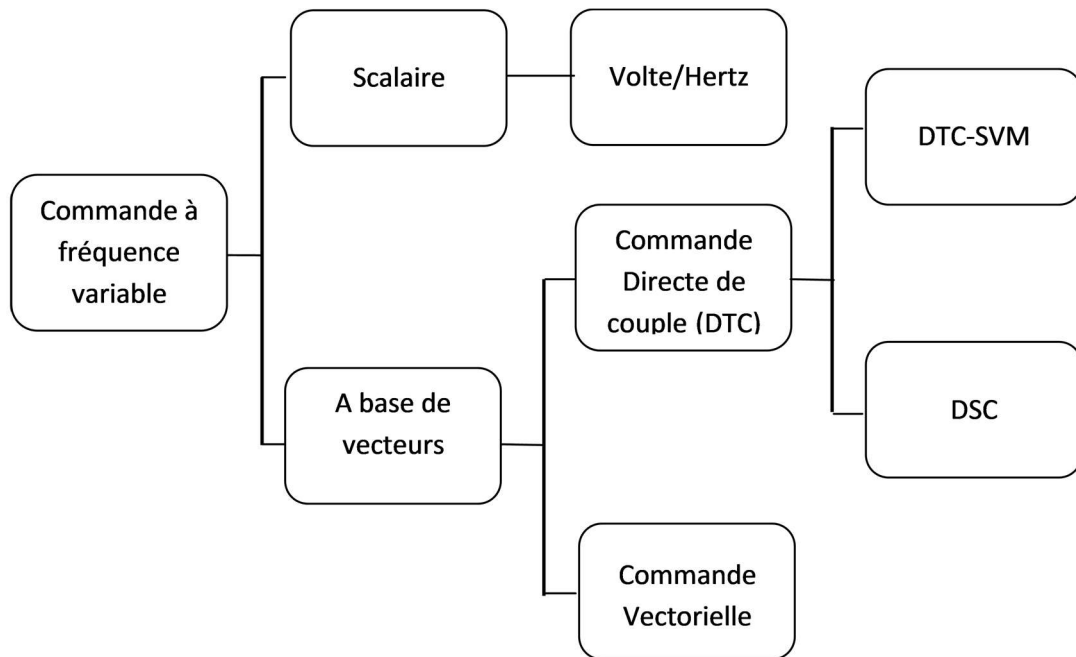 Scalaire
Volte/Hertz
DTC-SVM
Commande à
fréquence
variable
Commande
Directe de
couple (DTC)
A base de
vecteurs
DSC
Commande
Vectorielle